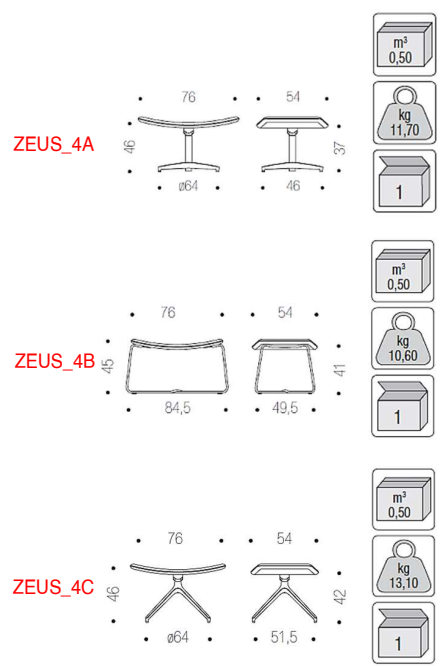 m³
0,50
76
54
kg
11,70
ZEUS_4A
46
37
ø64
46
1
m³
0,50
76
54
kg
10,60
ZEUS_4B
45
41
84,5
49,5
1
m³
0,50
76
54
kg
13,10
ZEUS_4C
46
42
ø64
51,5
1